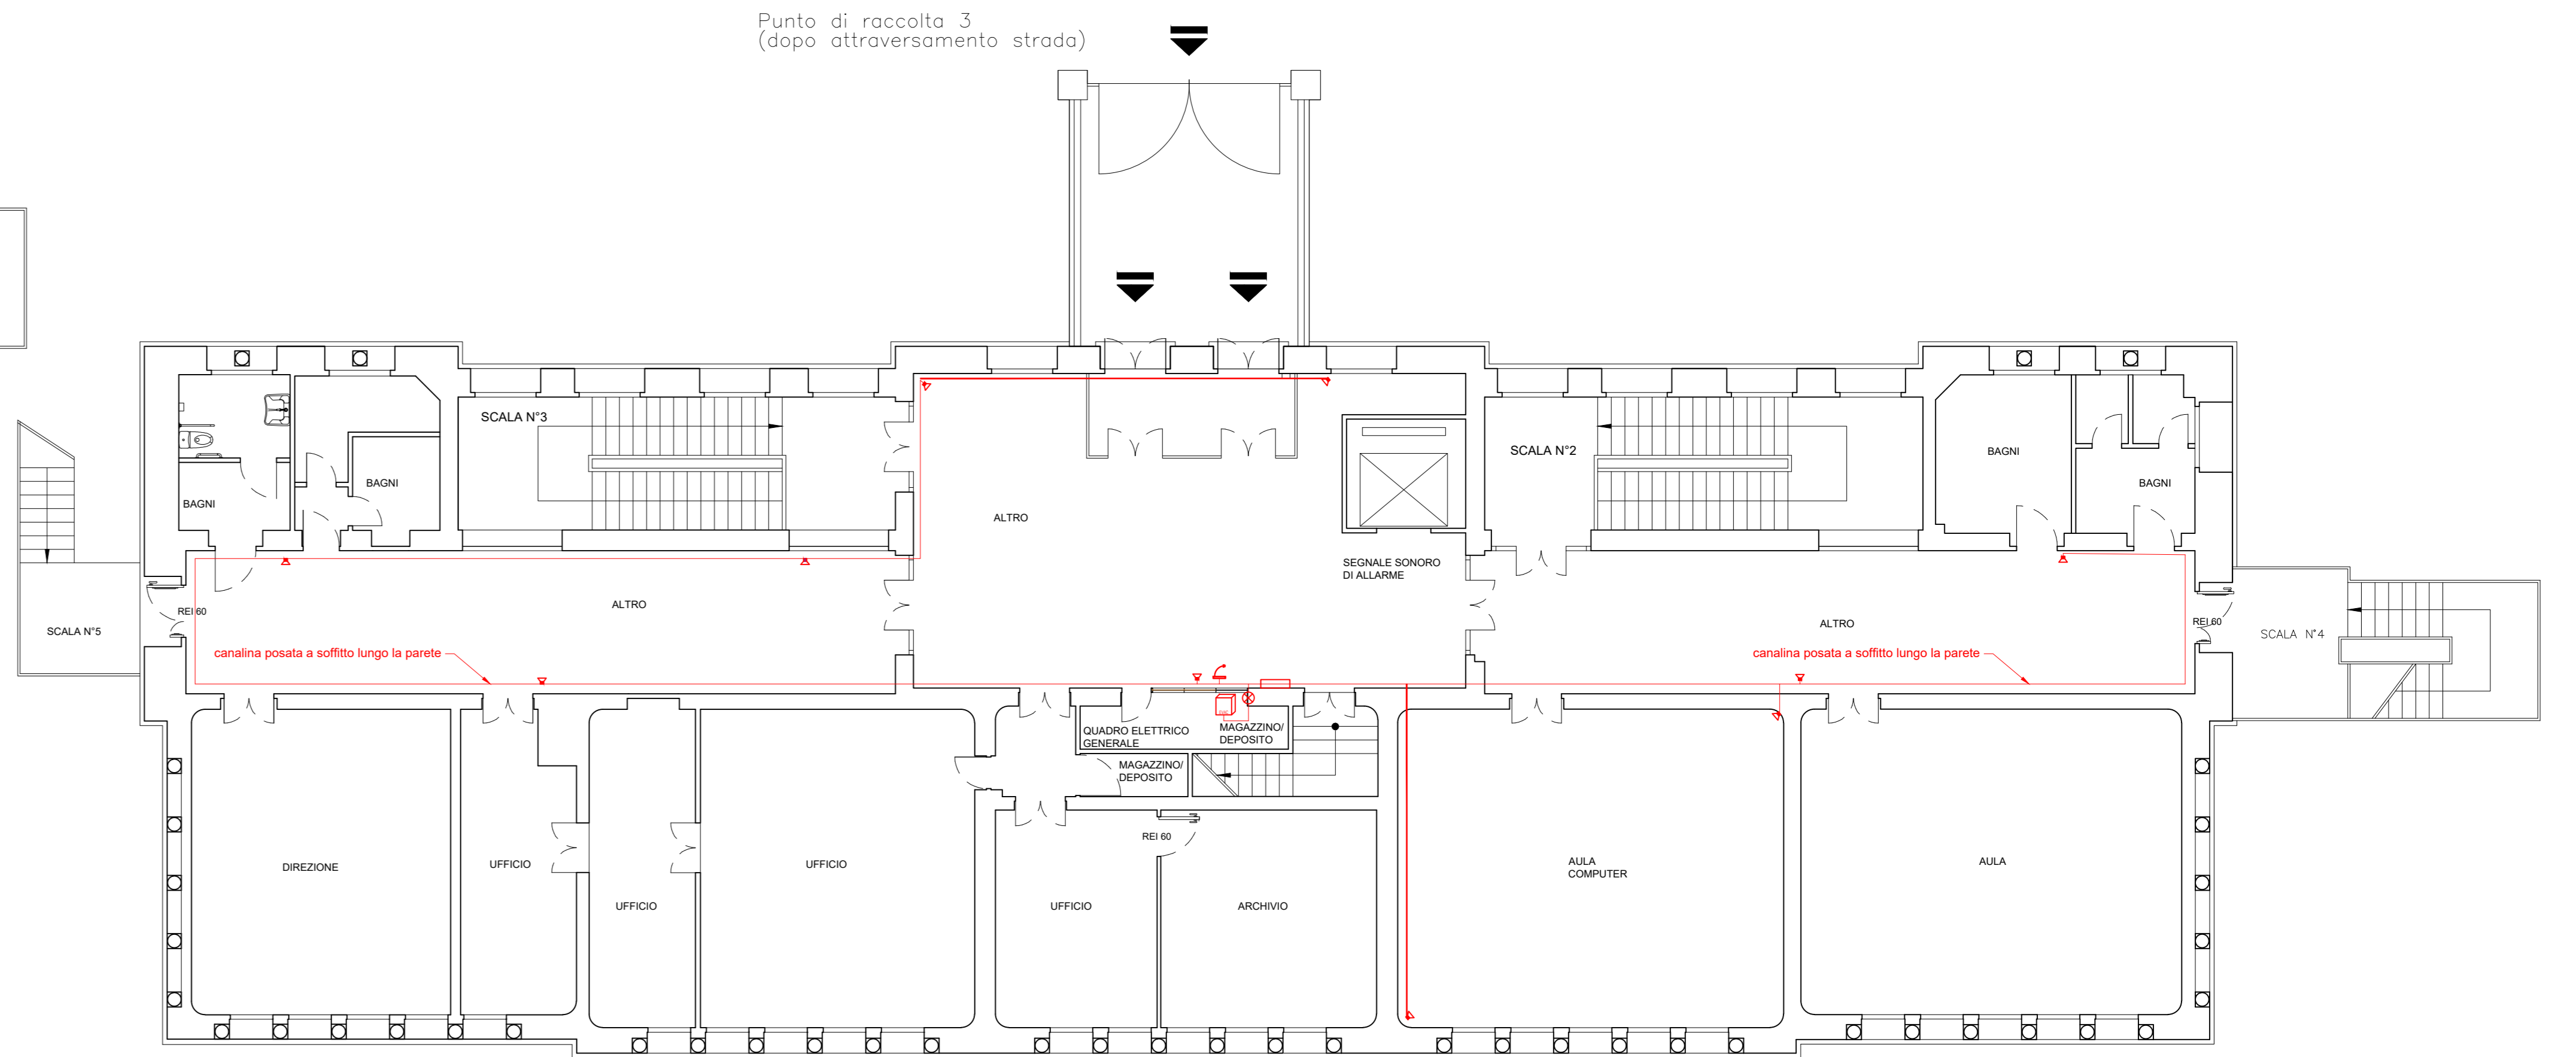 Punto di raccolta 3
(dopo attraversamento strada)
SCALA N°3
SCALA N°2
BAGNI
BAGNI
BAGNI
BAGNI
ALTRO
SEGNALE SONORO
DI ALLARME
REI 60
ALTRO
ALTRO
REI 60
SCALA N°5
SCALA N°4
canalina posata a soffitto lungo la parete
canalina posata a soffitto lungo la parete
QUADRO ELETTRICO
GENERALE
MAGAZZINO/
DEPOSITO
MAGAZZINO/
DEPOSITO
REI 60
DIREZIONE
UFFICIO
UFFICIO
UFFICIO
UFFICIO
ARCHIVIO
AULA
COMPUTER
AULA